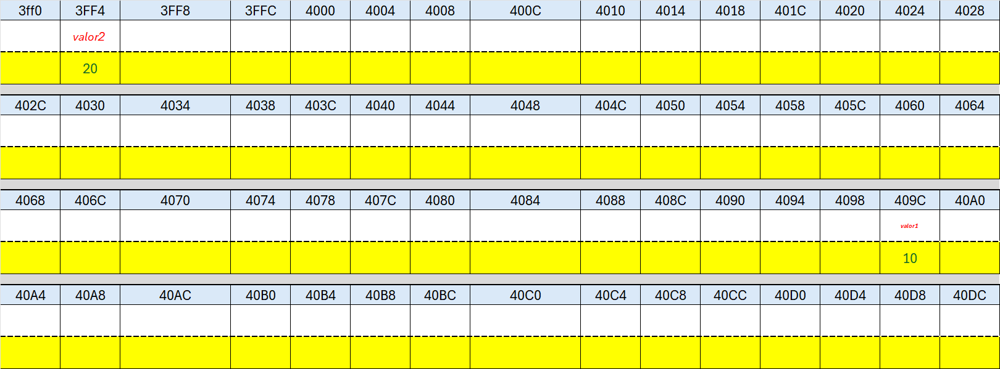 3ff0 3FF4 3FF8 3FFC 4000 4004 4008 400C 4010 4014 4018 401C 4020 4024 4028
valor2
20
402C 4030 4034 4038 403C 4040 4044 4048 404C 4050 4054 4058 405C 4060 4064
4068 406C 4070 4074 4078 407C 4080 4084 4088 408C 4090 4094 4098 409C 40A0
valor1
10
40A4 40A8 40AC 40B0 40B4 40B8 40BC 40C0 40C4 40C8 40CC 40D0 40D4 40D8 40DC